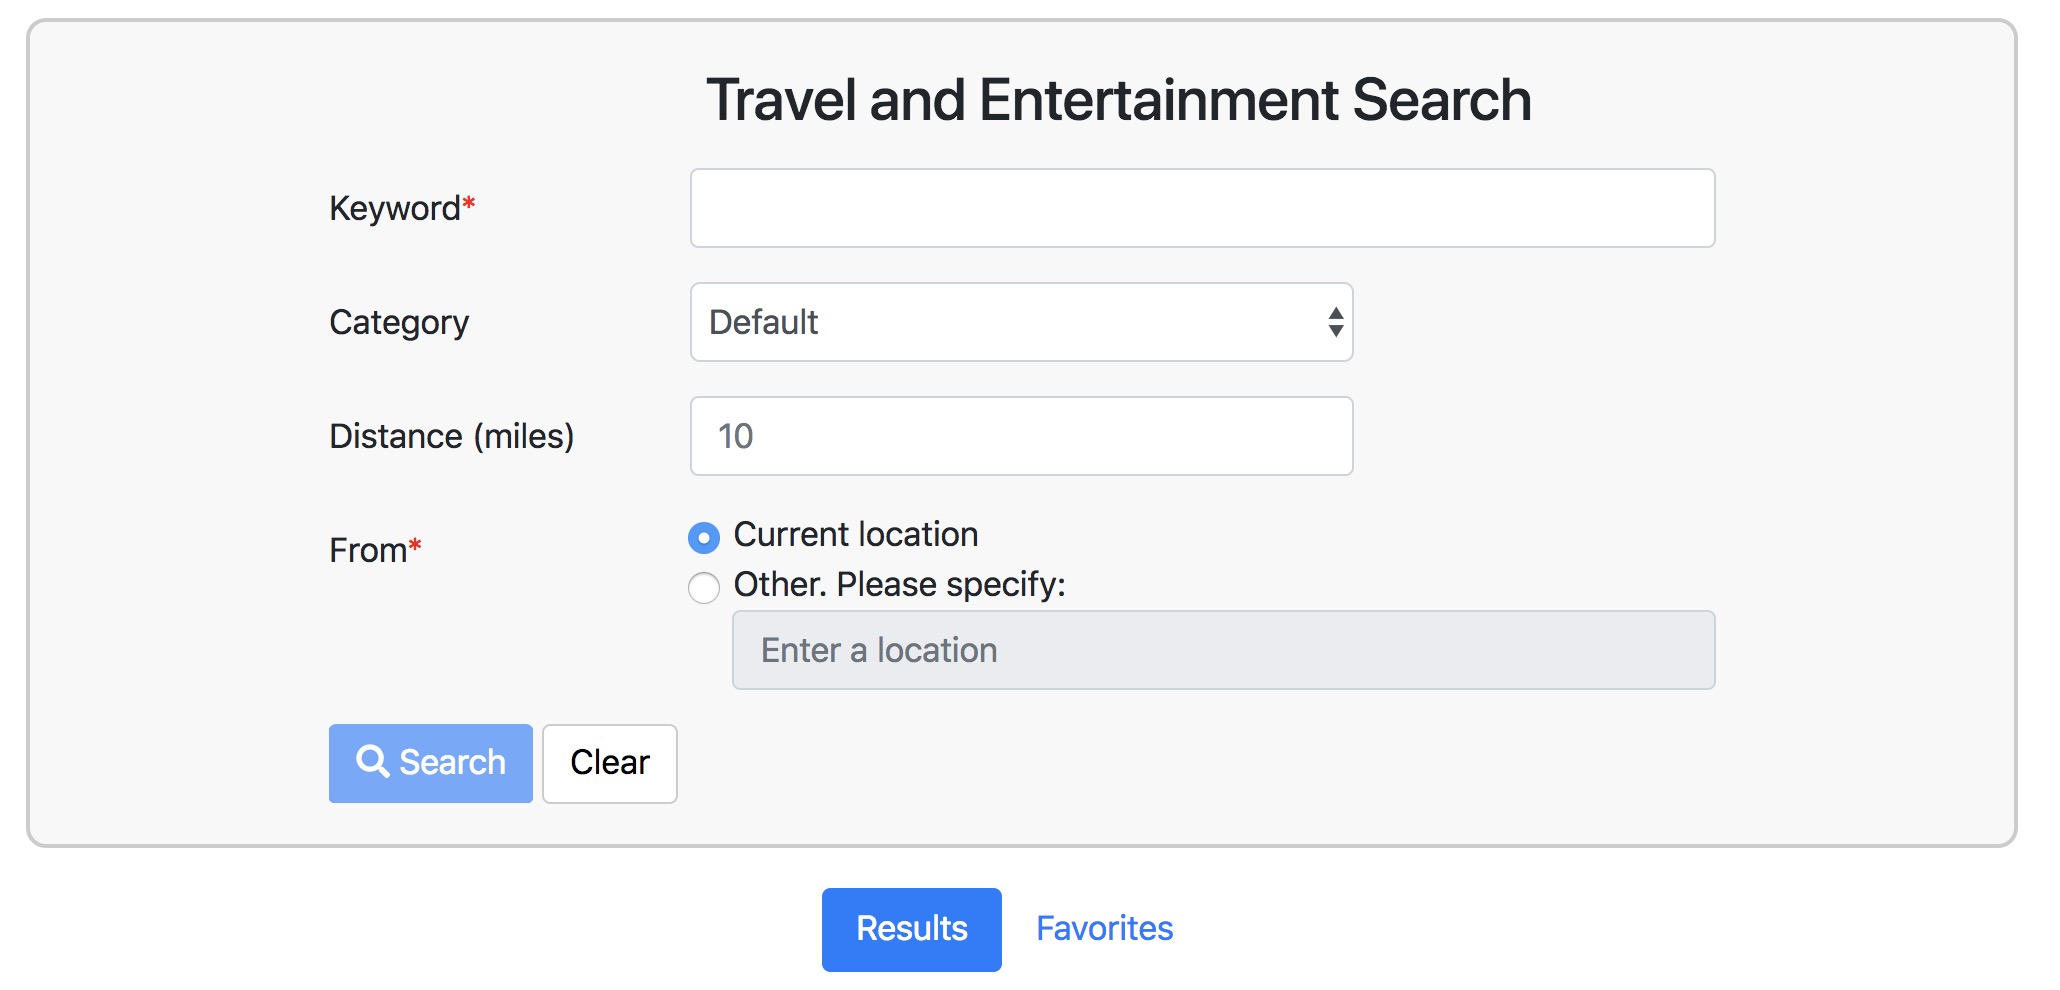 Travel and Entertainment Search
Keyword*
Category
Default
Distance (miles)
10
From*
Current location
Other. Please specify:
Enter a location
Search
Clear
Results
Favorites